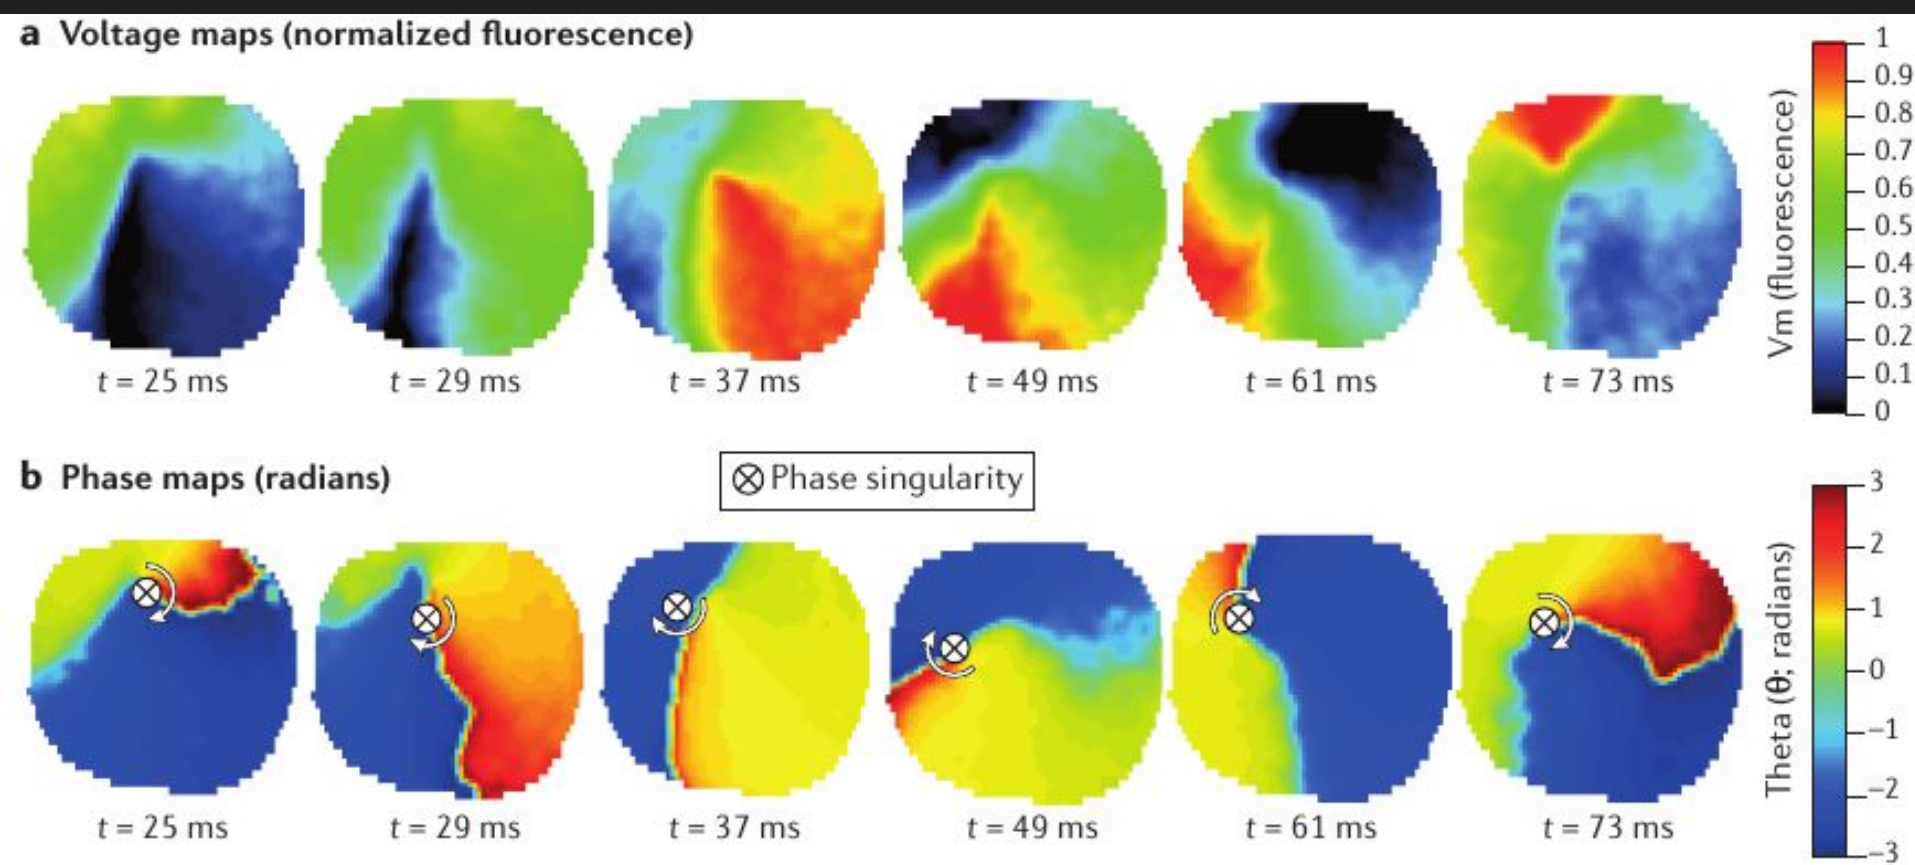 a Voltage maps (normalized fluorescence)
t = 25 ms
t = 29 ms
t = 37 ms
t = 49 ms
t = 61 ms
t = 73 ms
1
0.9
0.8
0.7
0.6
0.5
0.4
0.3
0.2
0.1
0
Vm (fluorescence)
b Phase maps (radians)
Phase singularity
t = 25 ms
t = 29 ms
t = 37 ms
t = 49 ms
t = 61 ms
t = 73 ms
3
2
1
0
−1
−2
−3
Theta (θ; radians)